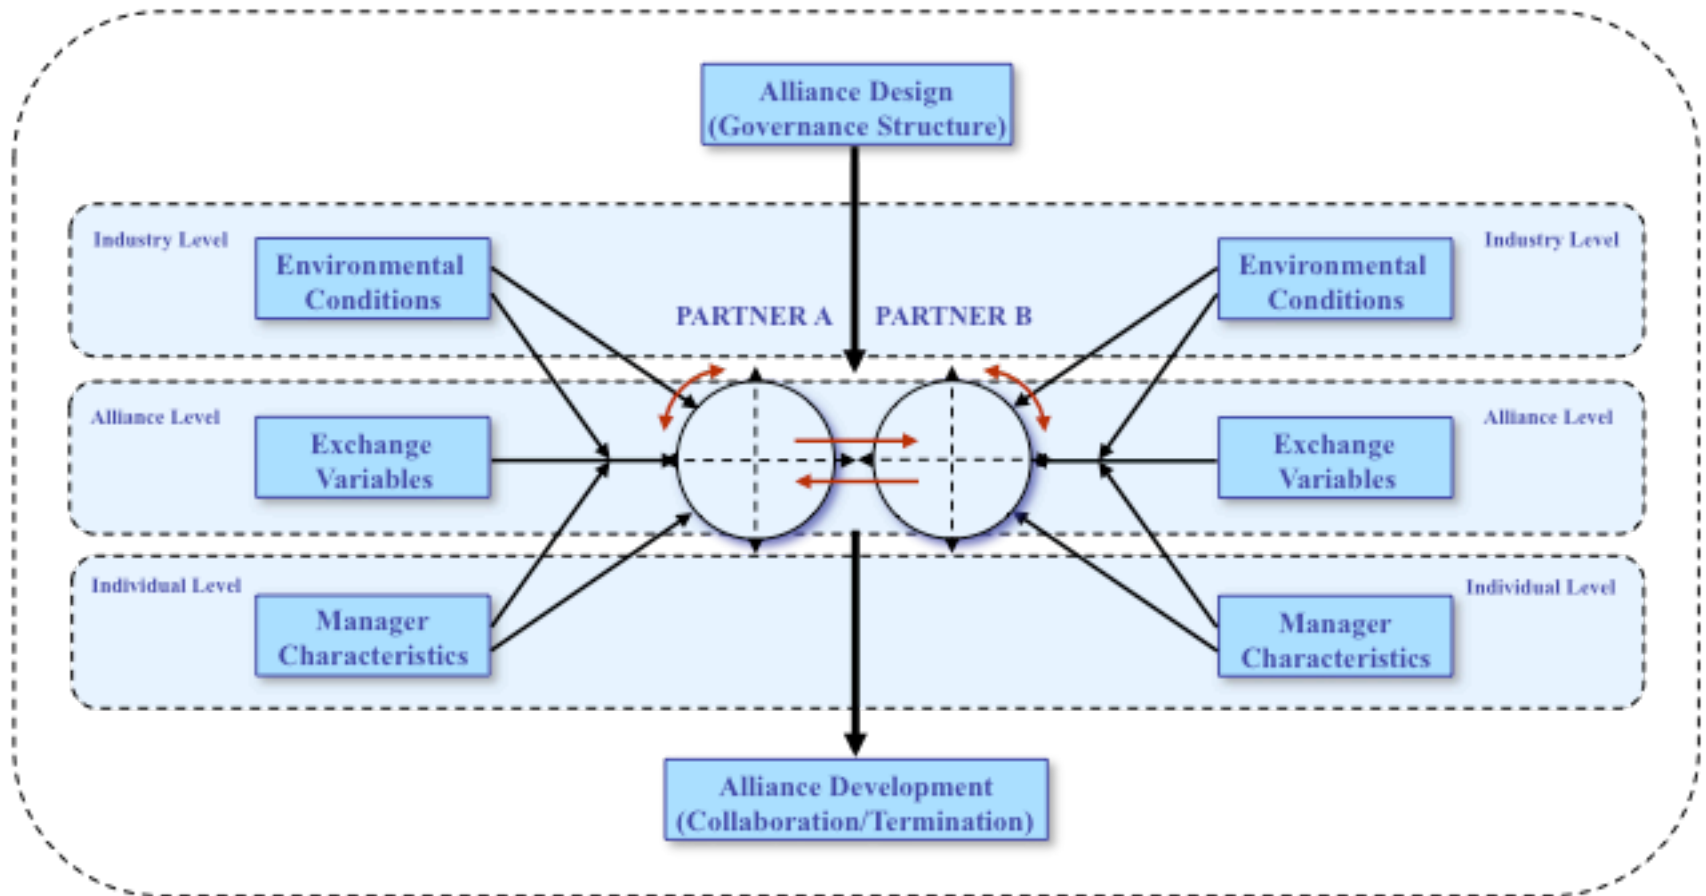 Alliance Design
(Governance Structure)
Industry Level
Environmental
Conditions
PARTNER A
PARTNER B
Environmental
Conditions
Industry Level
Alliance Level
Exchange
Variables
Exchange
Variables
Alliance Level
Individual Level
Manager
Characteristics
Manager
Characteristics
Individual Level
Alliance Development
(Collaboration/Termination)